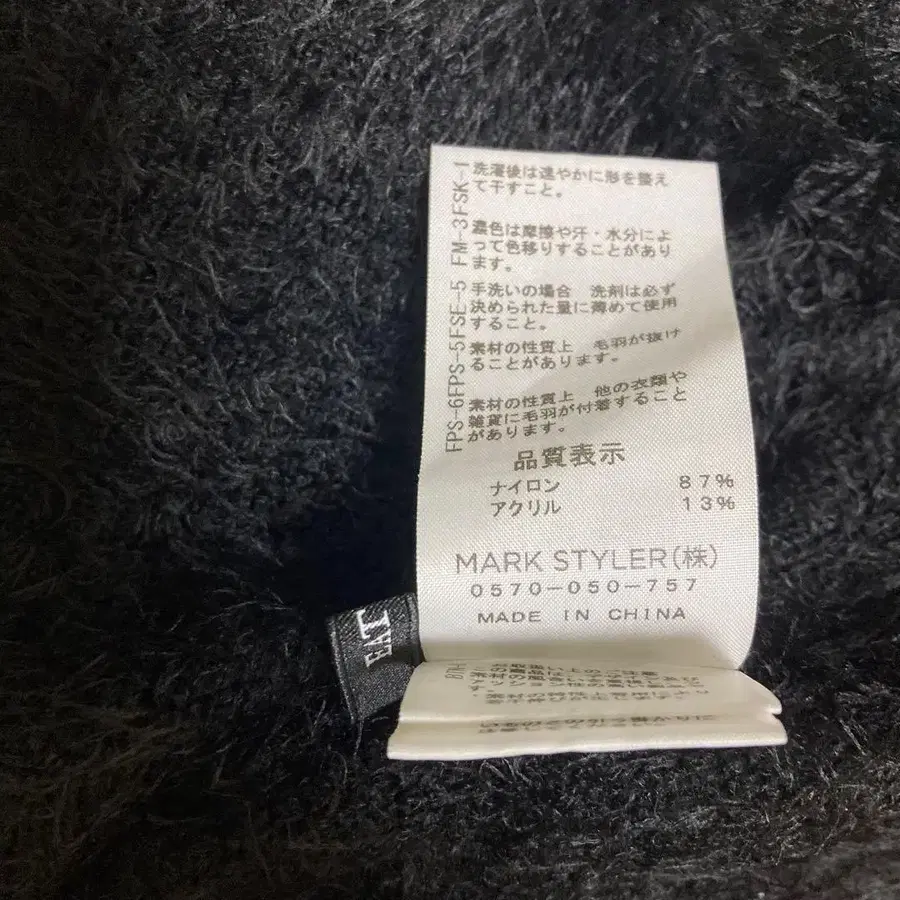 FPS-6FPS-5FSE-5 FM-3FSK-1
洗濯後は速やかに形を整え
て干すこと。
濃色は摩擦や汗・水分によ
って色移りすることがあり
ます。
手洗いの場合 洗剤は必ず
決められた量に薄めて使用
すること。
素材の性質上 毛羽が抜け
ることがあります。
素材の性質上 他の衣類や
雑貨に毛羽が付着すること
があります。
品質表示
ナイロン 87%
アクリル 13%
MARK STYLER(株)
0570-050-757
MADE IN CHINA
EAT